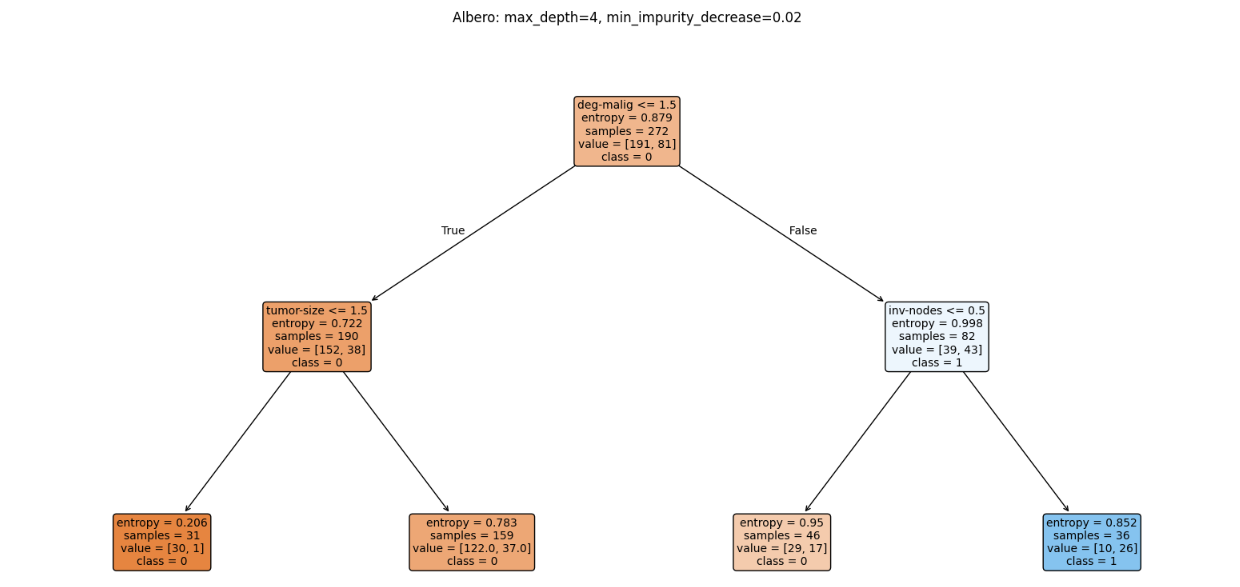 Albero: max_depth=4, min_impurity_decrease=0.02
deg-malig <= 1.5
entropy = 0.879
samples = 272
value = [191, 81]
class = 0
True
False
tumor-size <= 1.5
entropy = 0.722
samples = 190
value = [152, 38]
class = 0
inv-nodes <= 0.5
entropy = 0.998
samples = 82
value = [39, 43]
class = 1
entropy = 0.206
samples = 31
value = [30, 1]
class = 0
entropy = 0.783
samples = 159
value = [122.0, 37.0]
class = 0
entropy = 0.95
samples = 46
value = [29, 17]
class = 0
entropy = 0.852
samples = 36
value = [10, 26]
class = 1